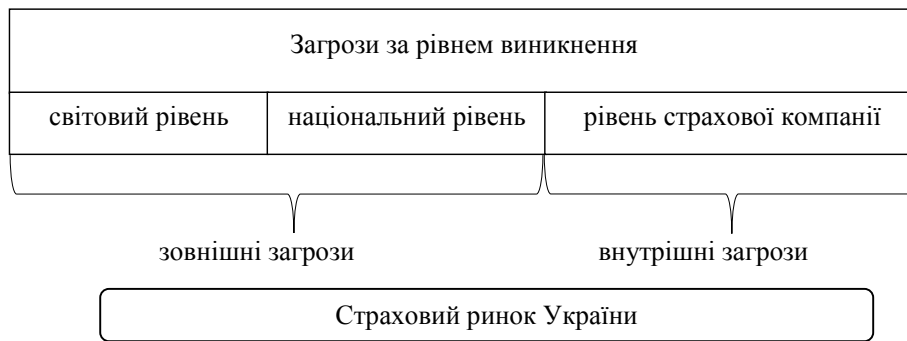 Загрози за рівнем виникнення
світовий рівень
національний рівень
рівень страхової компанії
зовнішні загрози
внутрішні загрози
Страховий ринок України